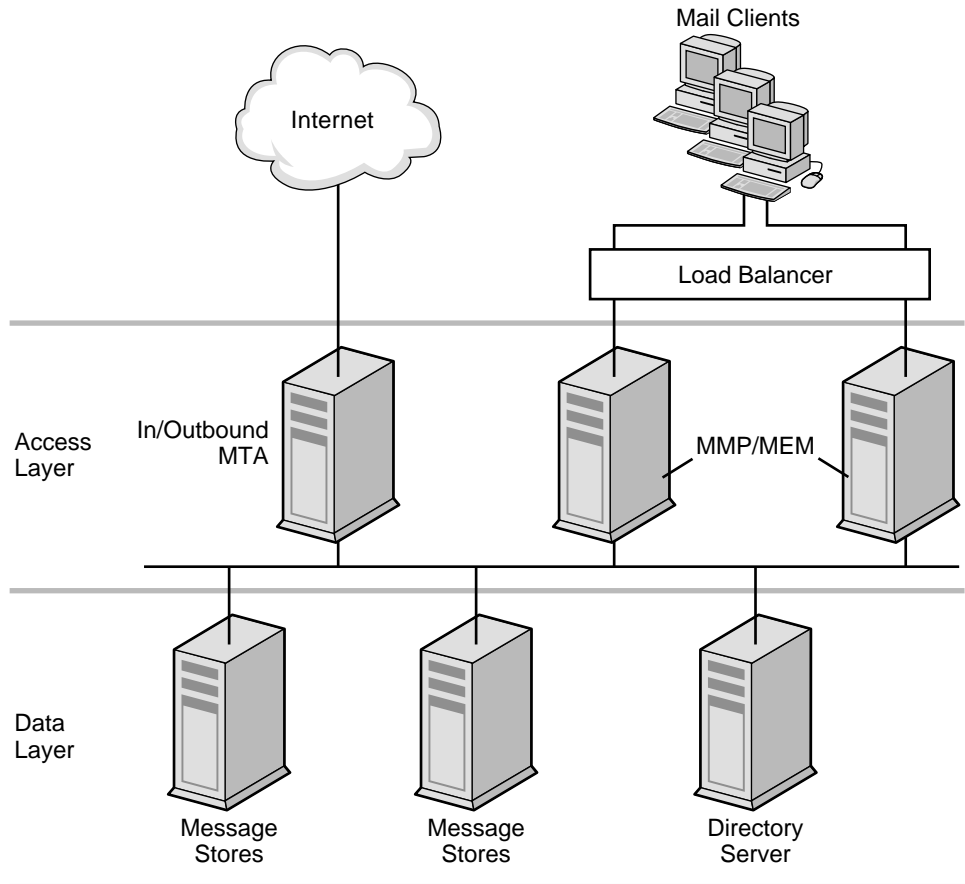 Mail Clients
Internet
Load Balancer
In/Outbound
MTA
MMP/MEM
Access
Layer
Data
Layer
Message
Stores
Message
Stores
Directory
Server